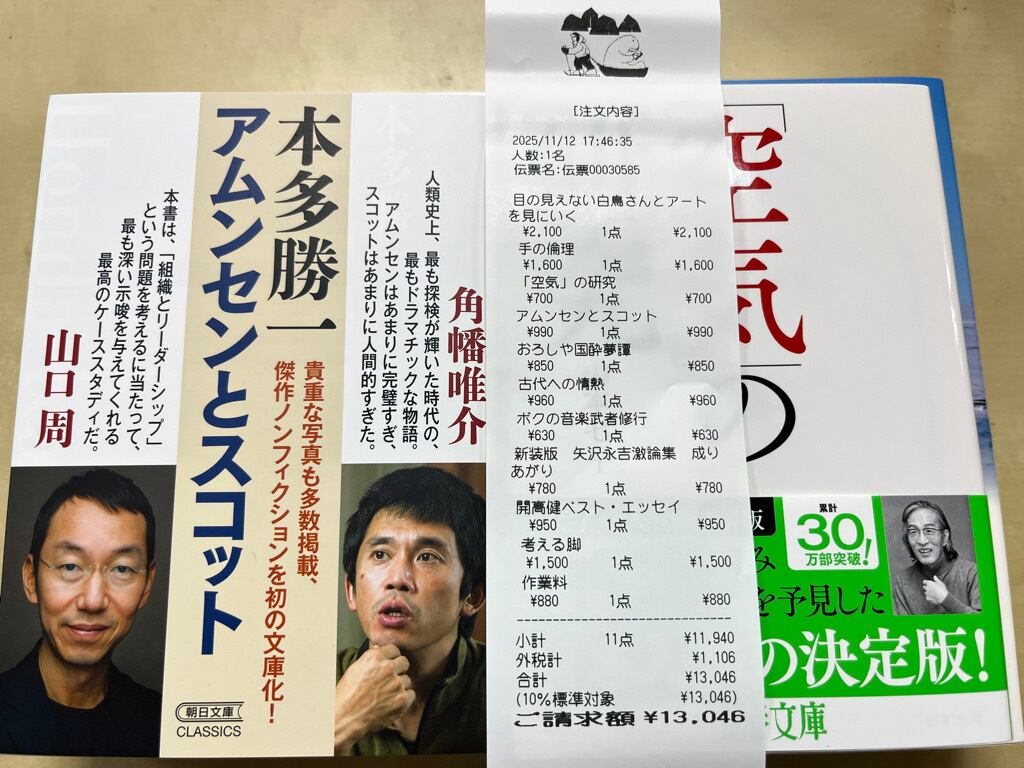 本多勝一
アムンセンとスコット
人類史上、最も探検が輝いた時代の、
最もドラマチックな物語。
アムンセンはあまりに完璧すぎ、
スコットはあまりに人間的すぎた。
角幡唯介
貴重な写真も多数掲載、
傑作ノンフィクションを初の文庫化!
本書は、「組織とリーダーシップ」
という問題を考えるに当たって、
最も深い示唆を与えてくれる
最高のケーススタディだ。
山口 周
朝日文庫
CLASSICS
[注文内容]
2025/11/12 17:46:35
人数:1名
伝票名:伝票00030585
目の見えない白鳥さんとアート
を見にいく
¥2,100 1点 ¥2,100
手の倫理
¥1,600 1点 ¥1,600
「空気」の研究
¥700 1点 ¥700
アムンセンとスコット
¥990 1点 ¥990
おろしや国酔夢譚
¥850 1点 ¥850
古代への情熱
¥960 1点 ¥960
ボクの音楽武者修行
¥630 1点 ¥630
新装版 矢沢永吉激論集 成り
あがり
¥780 1点 ¥780
開高健ベスト・エッセイ
¥950 1点 ¥950
考える脚
¥1,500 1点 ¥1,500
作業料
¥880 1点 ¥880
小計 11点 ¥11,940
外税計 ¥1,106
合計 ¥13,046
(10%標準対象 ¥13,046)
ご請求額 ¥13,046
「空気の
版
累計
30
万部突破!
み
を予見した
の決定版!
文庫